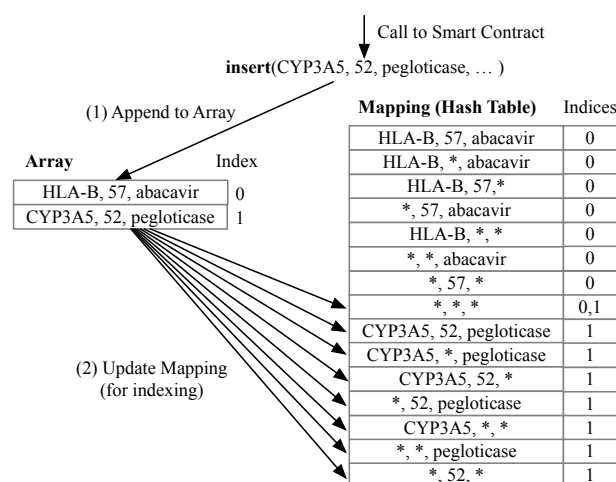 Call to Smart Contract
insert(CYP3A5, 52, pegloticase, … )
(1) Append to Array
Array Index
HLA-B, 57, abacavir 0
CYP3A5, 52, pegloticase 1
(2) Update Mapping
(for indexing)
Mapping (Hash Table) Indices
HLA-B, 57, abacavir 0
HLA-B, *, abacavir 0
HLA-B, 57,* 0
*, 57, abacavir 0
HLA-B, *, * 0
*, *, abacavir 0
*, 57, * 0
*, *, * 0,1
CYP3A5, 52, pegloticase 1
CYP3A5, *, pegloticase 1
CYP3A5, 52, * 1
*, 52, pegloticase 1
CYP3A5, *, * 1
*, *, pegloticase 1
*, 52, * 1